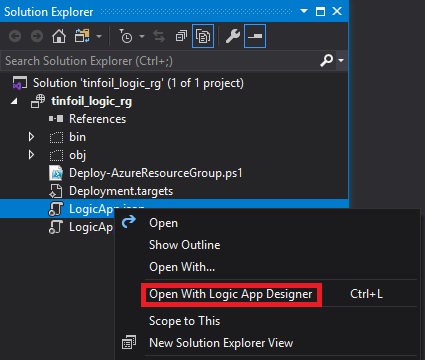 Solution Explorer
Search Solution Explorer (Ctrl+;)
Solution 'tinfoil_logic_rg' (1 of 1 project)
tinfoil_logic_rg
References
bin
obj
Deploy-AzureResourceGroup.ps1
Deployment.targets
LogicApp.json
LogicAp
Open
Show Outline
Open With...
Open With Logic App Designer Ctrl+L
Scope to This
New Solution Explorer View